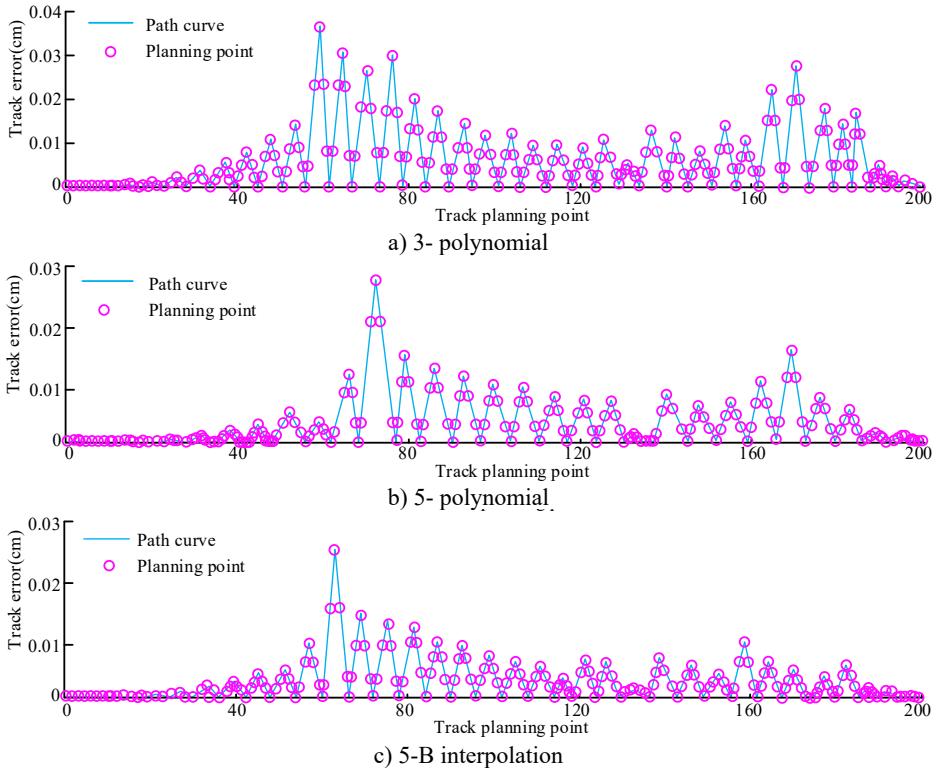 0.04
Path curve
Planning point
0.03
0.02
0.01
0
Track error(cm)
0 40 80 120 160 200
Track planning point
a) 3- polynomial
0.03
Path curve
Planning point
0.02
0.01
0
Track error(cm)
0 40 80 120 160 200
Track planning point
b) 5- polynomial
0.03
Path curve
Planning point
0.02
0.01
0
Track error(cm)
0 40 80 120 160 200
Track planning point
c) 5-B interpolation